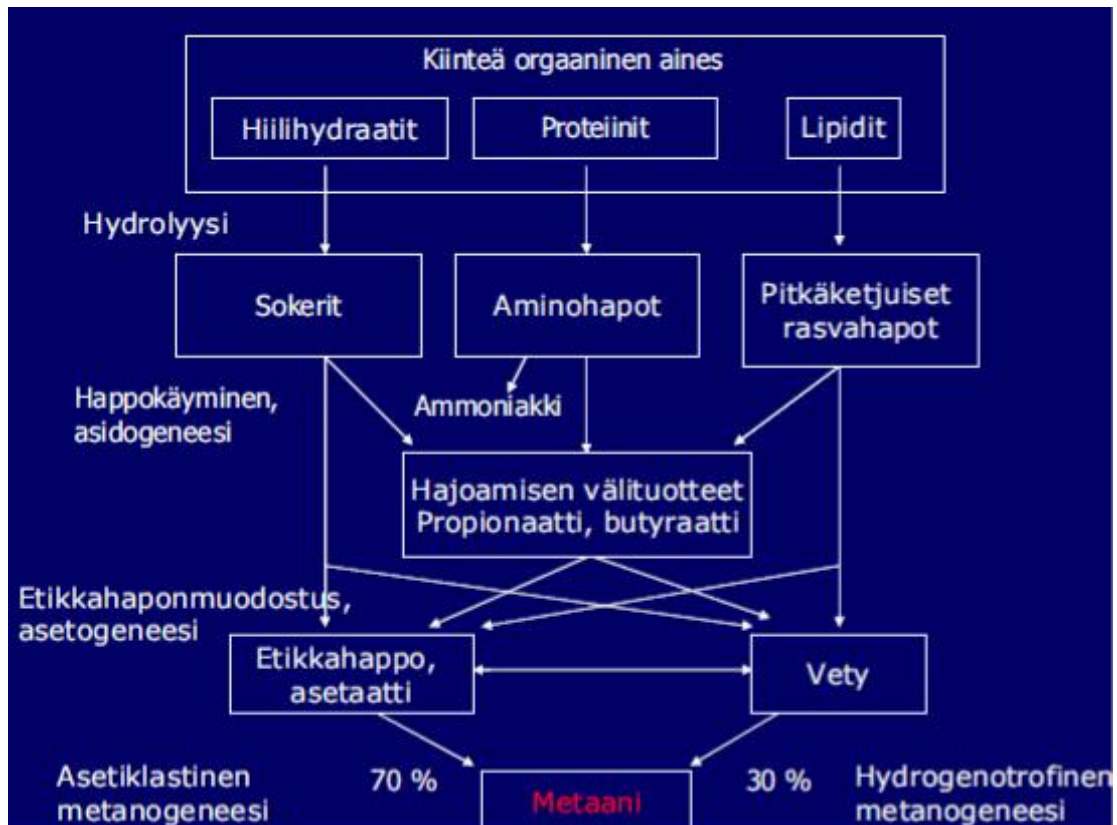 Kiinteä orgaaninen aines
Hiilihydraatit
Proteiinit
Lipidit
Hydrolyysi
Sokerit
Aminohapot
Pitkäketjuiset
rasvahapot
Happokäyminen,
asidogeneesi
Ammoniakki
Hajoamisen välituotteet
Propionaatti, butyraatti
Etikkahaponmuodostus,
asetogeneesi
Etikkahappo,
asetaatti
Vety
Asetiklastinen
metanogeneesi
70 %
Metaani
30 %
Hydrogenotrofinen
metanogeneesi